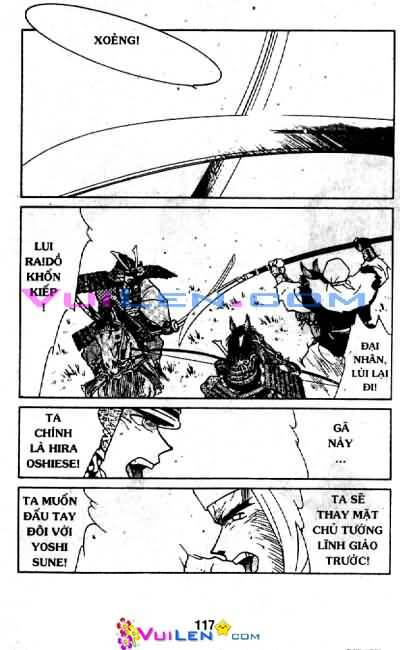 XOẺNG!
LUI
RA!ĐỒ
KHỐN
KIẾP
!
VUILEN.COM
ĐẠI
NHÂN,
LÙI LẠI
ĐI!
TA
CHÍNH
LÀ HIRA
OSHIESE!
GÃ
NÀY
...
TA MUỐN
ĐẤU TAY
ĐÔI VỚI
YOSHI
SUNE!
TA SẼ
THAY MẶT
CHỦ TƯỚNG
LĨNH GIÁO
TRƯỚC!
117
VUILEN COM